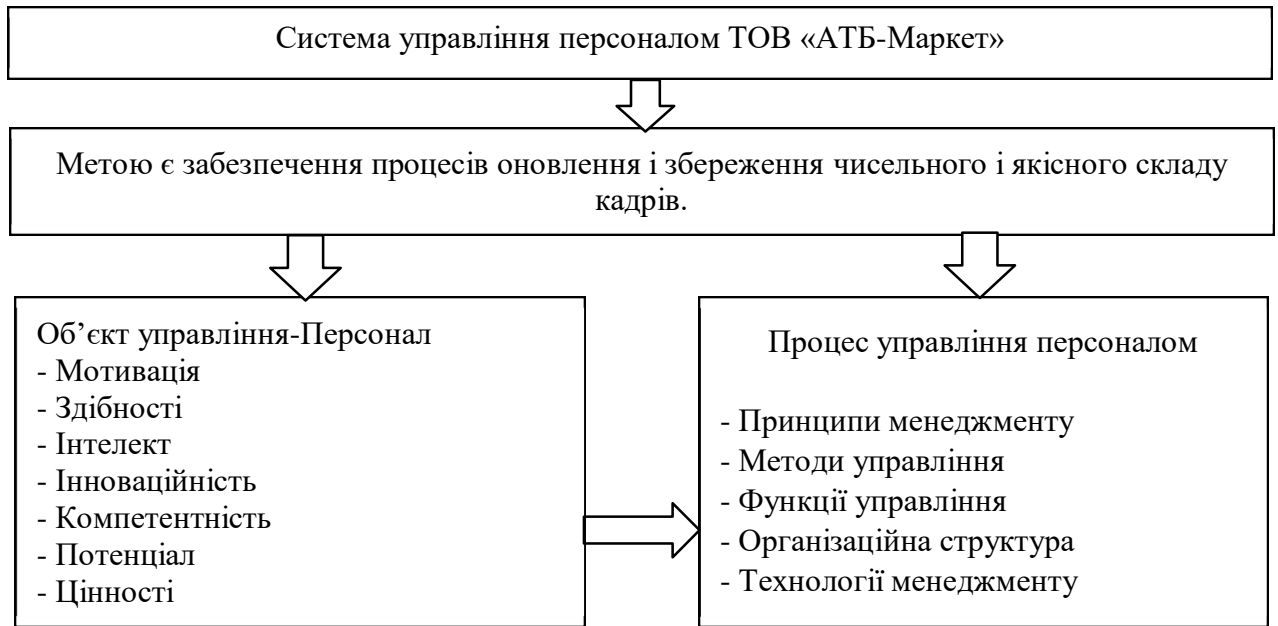 Система управління персоналом ТОВ «АТБ-Маркет»
Метою є забезпечення процесів оновлення і збереження чисельного і якісного складу
кадрів.
Об’єкт управління-Персонал
- Мотивація
- Здібності
- Інтелект
- Інноваційність
- Компетентність
- Потенціал
- Цінності
Процес управління персоналом
- Принципи менеджменту
- Методи управління
- Функції управління
- Організаційна структура
- Технології менеджменту